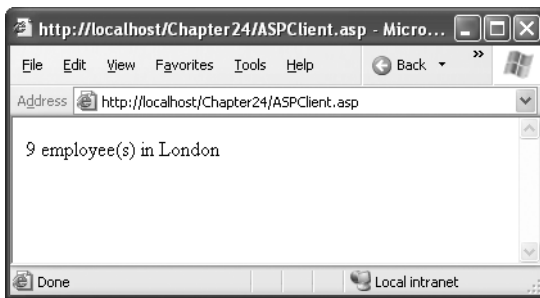 http://localhost/Chapter24/ASPClient.asp - Micro...
File Edit View Favorites Tools Help Back »
Address http://localhost/Chapter24/ASPClient.asp
9 employee(s) in London
Done Local intranet